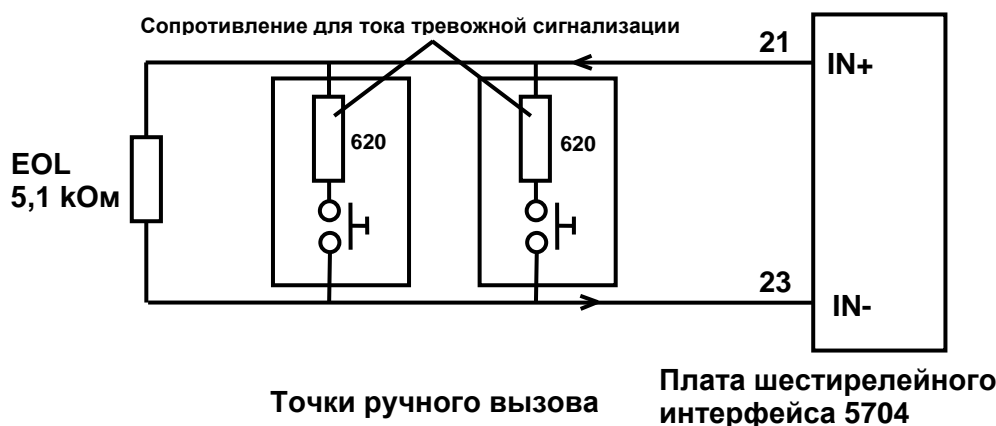 Сопротивление для тока тревожной сигнализации
21
IN+
620
620
EOL
5,1 kОм
23
IN-
Точки ручного вызова
Плата шестирелейного
интерфейса 5704